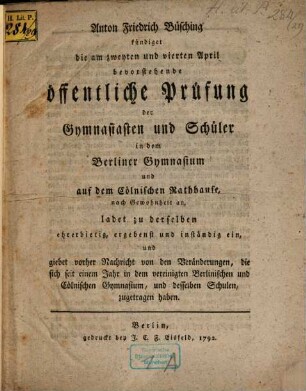 H. lit. P.
Anton Friedrich Büsching
kündiget
die am zweyten und vierten April
bevorstehende
öffentliche Prüfung
der
Gymnasiasten und Schüler
in dem
Berliner Gymnasium
und
auf dem Cölnischen Rathhause,
nach Gewohnheit an,
ladet zu derselben
ehrerbietig, ergebenst und inständig ein,
und
giebet vorher Nachricht von den Veränderungen, die
sich seit einem Jahr in dem vereinigten Berlinischen und
Cölnischen Gymnasium, und desselben Schulen,
zugetragen haben.
Berlin,
gedruckt bey J. C. F. Eisfeld, 1792.